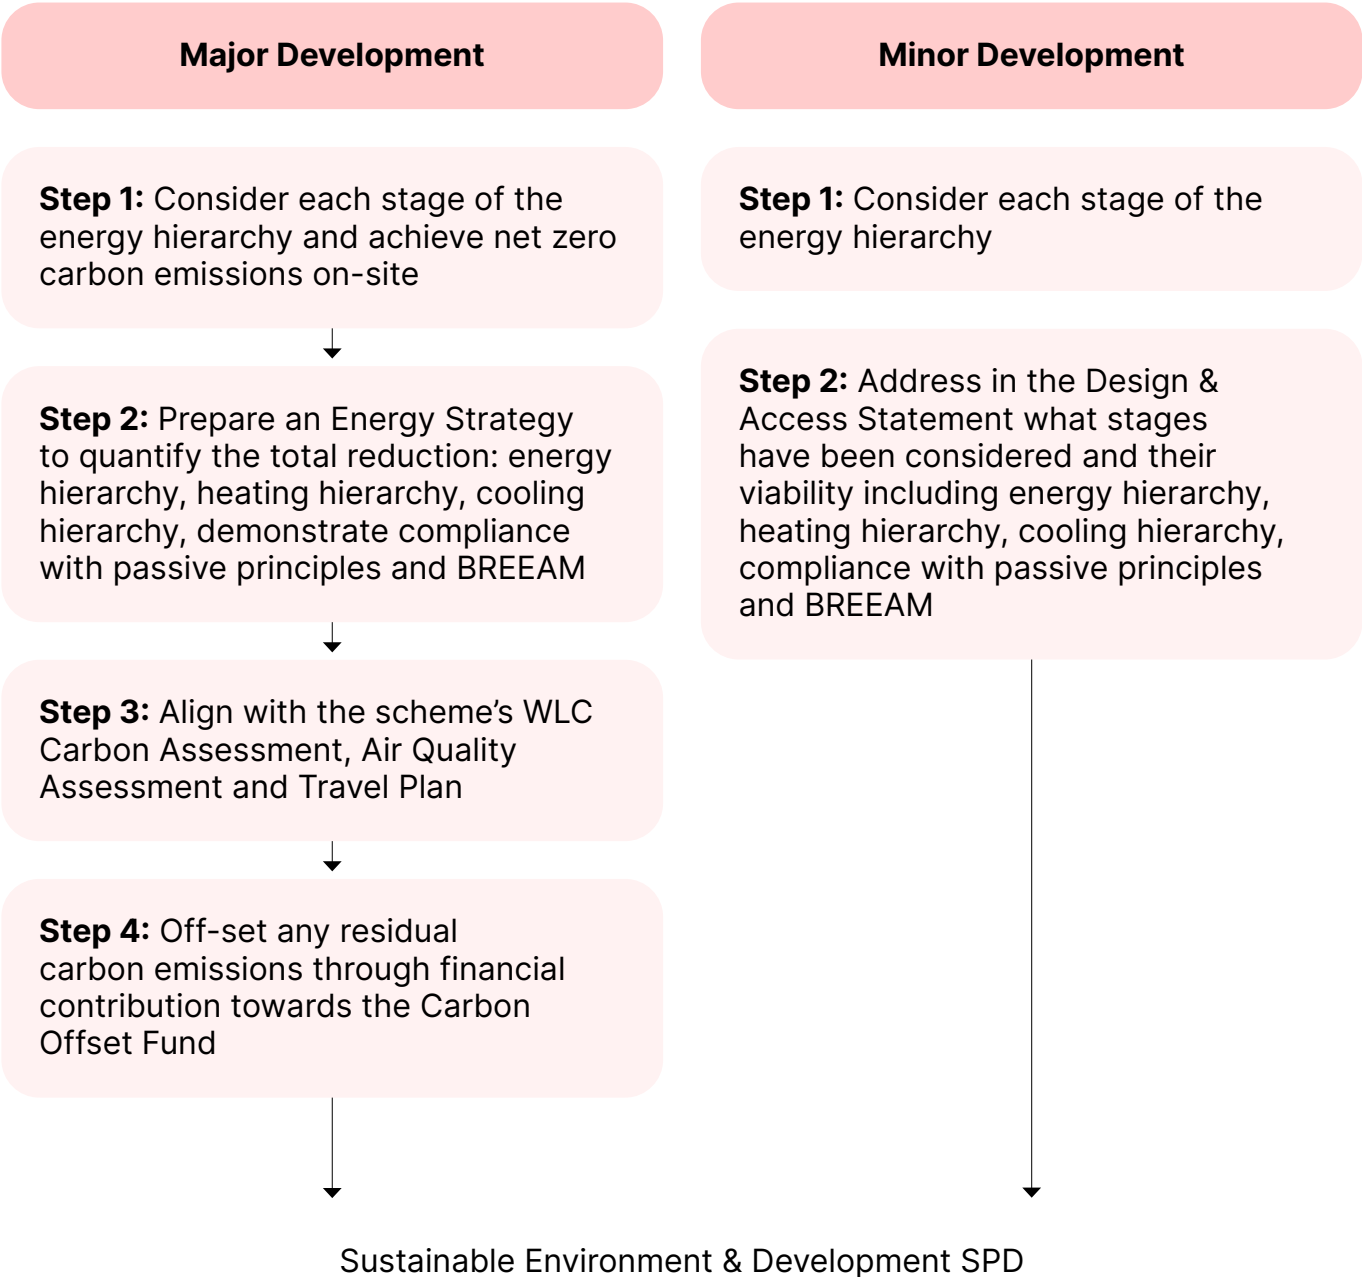 Major Development
Step 1: Consider each stage of the
energy hierarchy and achieve net zero
carbon emissions on-site
Step 2: Prepare an Energy Strategy
to quantify the total reduction: energy
hierarchy, heating hierarchy, cooling
hierarchy, demonstrate compliance
with passive principles and BREEAM
Step 3: Align with the scheme’s WLC
Carbon Assessment, Air Quality
Assessment and Travel Plan
Step 4: Off-set any residual
carbon emissions through financial
contribution towards the Carbon
Offset Fund
Minor Development
Step 1: Consider each stage of the
energy hierarchy
Step 2: Address in the Design &
Access Statement what stages
have been considered and their
viability including energy hierarchy,
heating hierarchy, cooling hierarchy,
compliance with passive principles
and BREEAM
Sustainable Environment & Development SPD